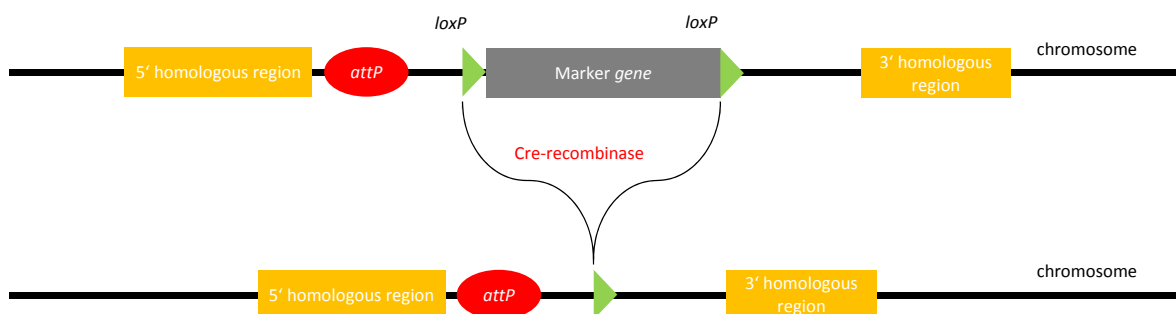 loxP
loxP
chromosome
5‘ homologous region
attP
Marker gene
3‘ homologous
region
Cre-recombinase
chromosome
5‘ homologous region
attP
3‘ homologous
region